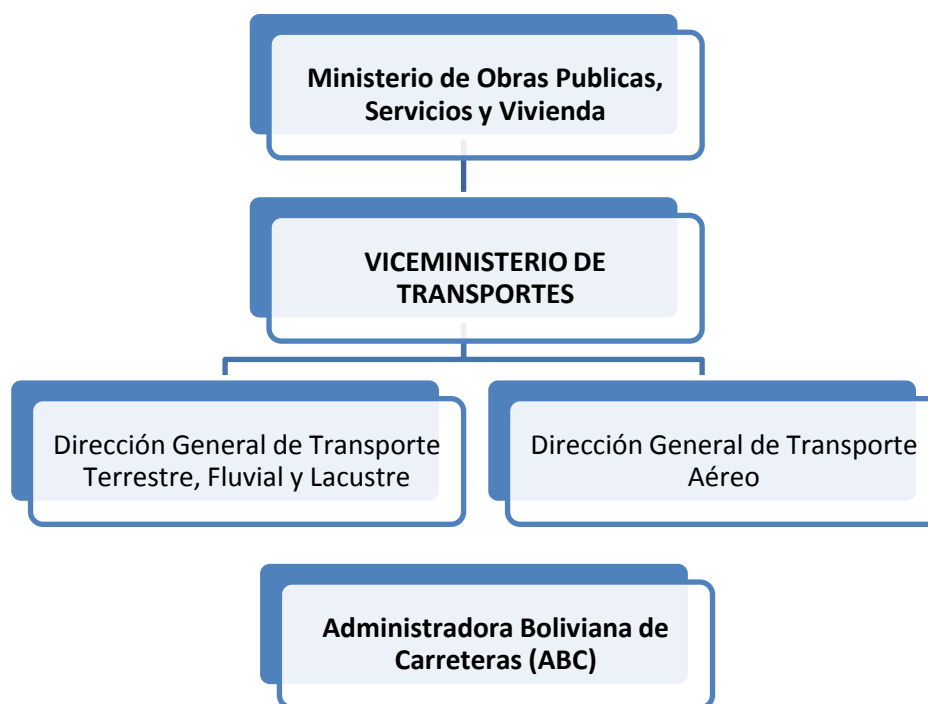 Ministerio de Obras Publicas,
Servicios y Vivienda
VICEMINISTERIO DE
TRANSPORTES
Dirección General de Transporte
Terrestre, Fluvial y Lacustre
Dirección General de Transporte
Aéreo
Administradora Boliviana de
Carreteras (ABC)